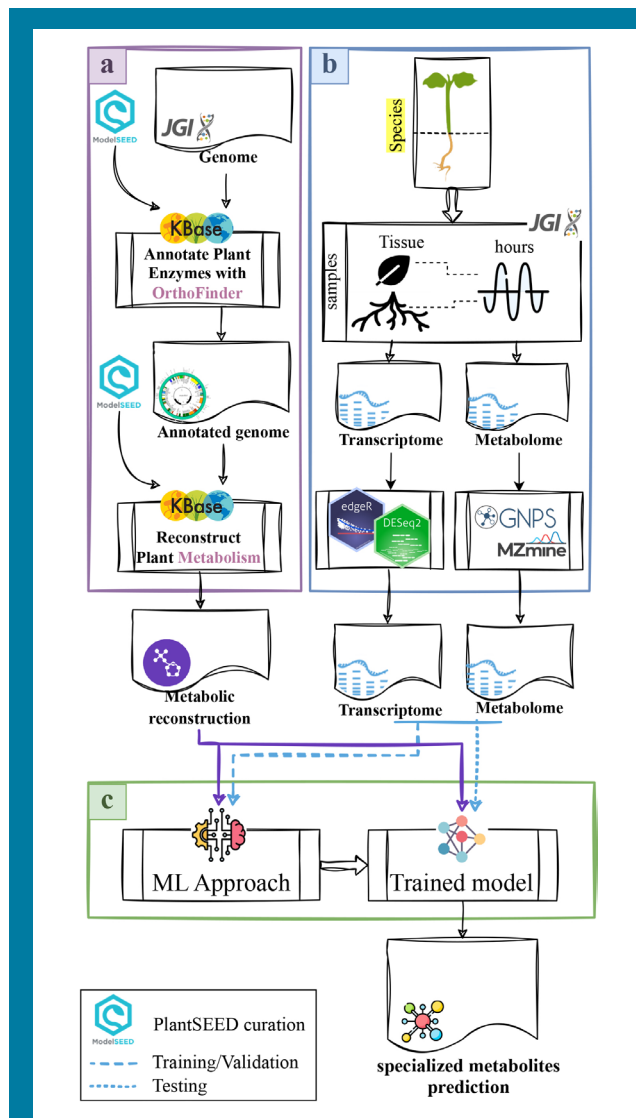 a
ModelSEED
JGI
Genome
KBase
Annotate Plant
Enzymes with
OrthoFinder
ModelSEED
Annotated genome
KBase
Reconstruct
Plant Metabolism
Metabolic
reconstruction
b
Species
JGI
samples
Tissue
hours
Transcriptome
Metabolome
edgeR
DESeq2
GNPS
MZmine
Transcriptome
Metabolome
c
ML Approach
Trained model
specialized metabolites
prediction
ModelSEED
PlantSEED curation
Training/Validation
Testing